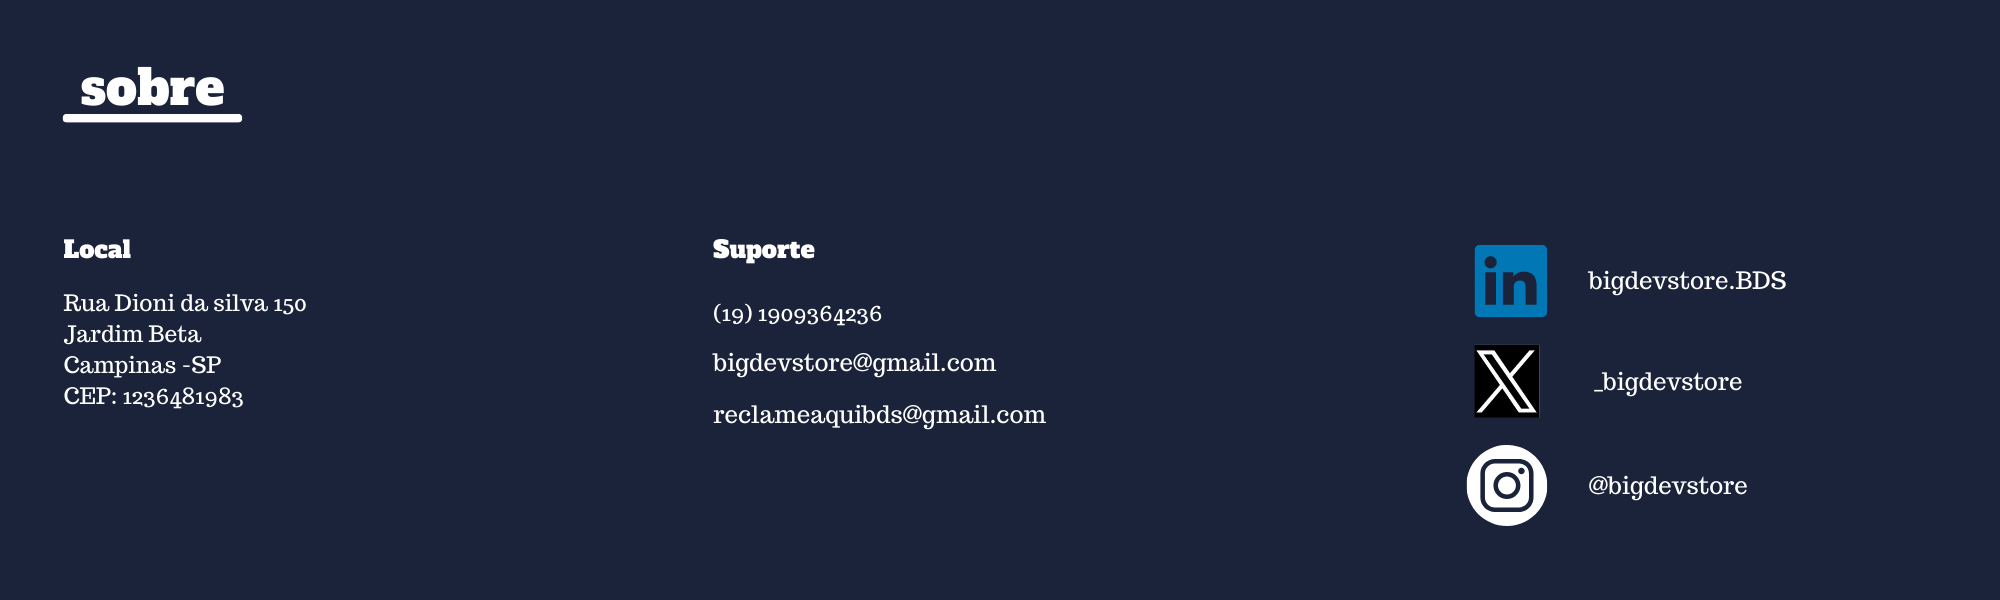 sobre
Local
Rua Dioni da silva 150
Jardim Beta
Campinas -SP
CEP: 1236481983
Suporte
(19) 1909364236
bigdevstore@gmail.com
reclameaquibds@gmail.com
in
bigdevstore.BDS
X
_bigdevstore
@bigdevstore